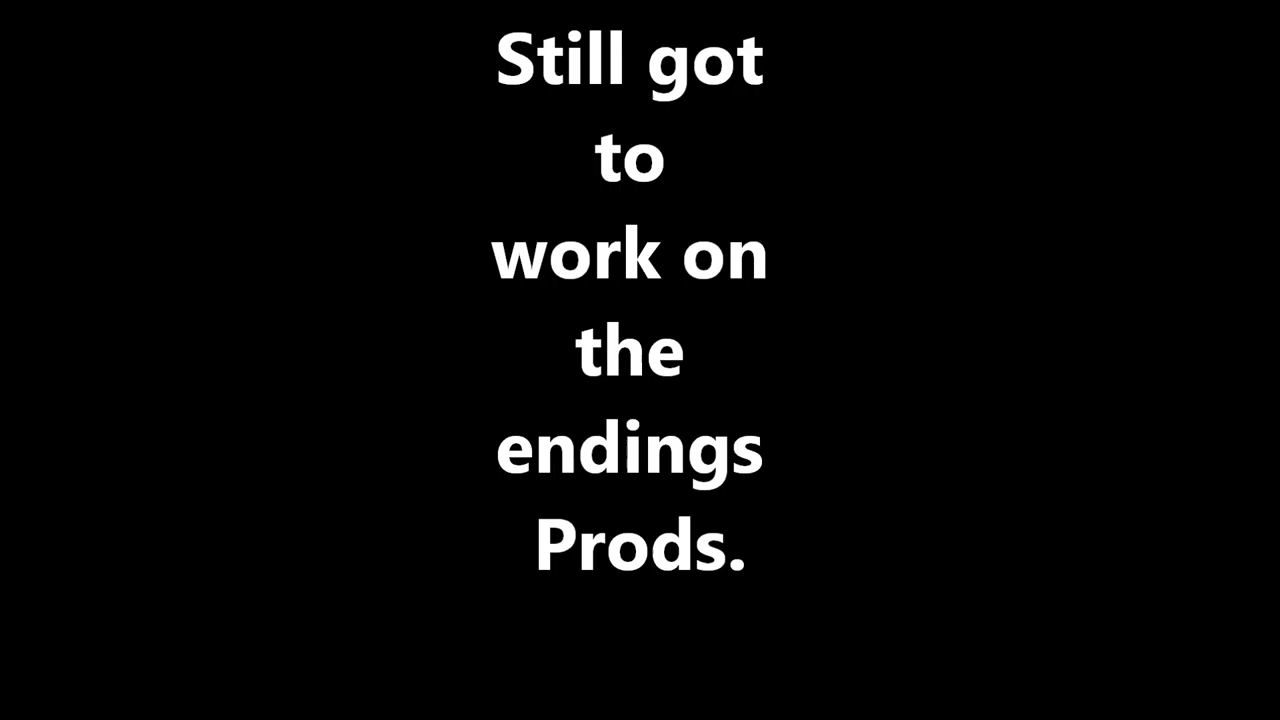 Still got
to
work on
the
endings
Prods.